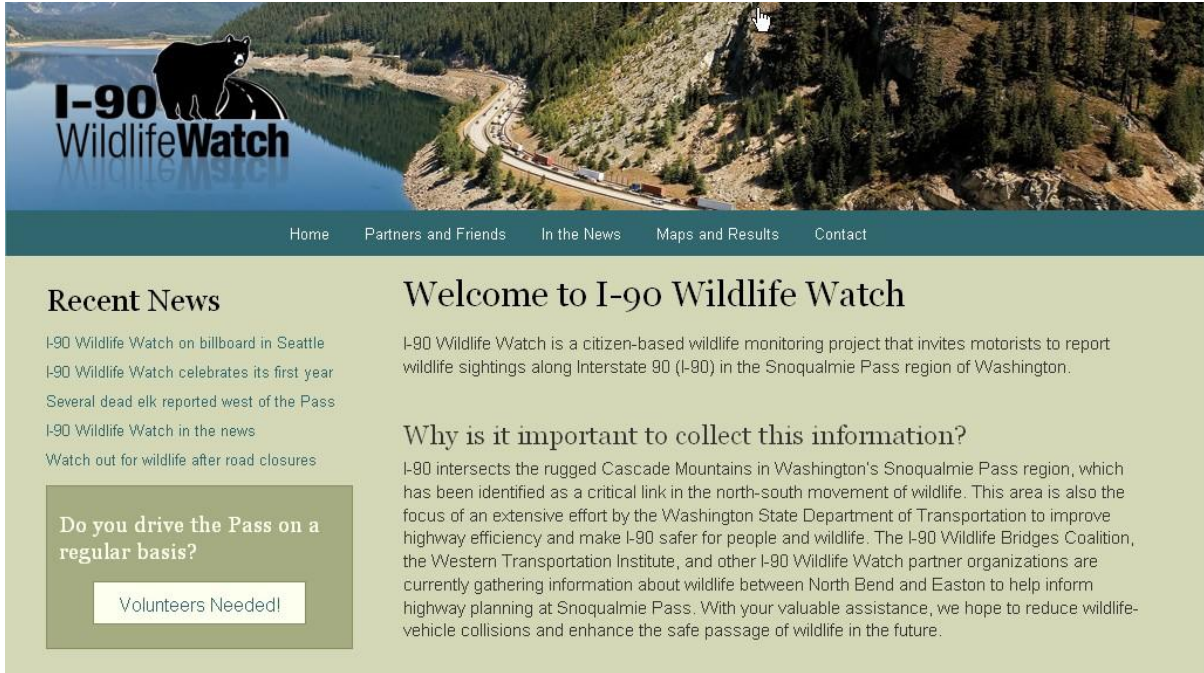 I-90
WildlifeWatch
Home Partners and Friends In the News Maps and Results Contact
Recent News
I-90 Wildlife Watch on billboard in Seattle
I-90 Wildlife Watch celebrates its first year
Several dead elk reported west of the Pass
I-90 Wildlife Watch in the news
Watch out for wildlife after road closures
Do you drive the Pass on a
regular basis?
Volunteers Needed!
Welcome to I-90 Wildlife Watch
I-90 Wildlife Watch is a citizen-based wildlife monitoring project that invites motorists to report
wildlife sightings along Interstate 90 (I-90) in the Snoqualmie Pass region of Washington.
Why is it important to collect this information?
I-90 intersects the rugged Cascade Mountains in Washington's Snoqualmie Pass region, which
has been identified as a critical link in the north-south movement of wildlife. This area is also the
focus of an extensive effort by the Washington State Department of Transportation to improve
highway efficiency and make I-90 safer for people and wildlife. The I-90 Wildlife Bridges Coalition,
the Western Transportation Institute, and other I-90 Wildlife Watch partner organizations are
currently gathering information about wildlife between North Bend and Easton to help inform
highway planning at Snoqualmie Pass. With your valuable assistance, we hope to reduce wildlife-
vehicle collisions and enhance the safe passage of wildlife in the future.